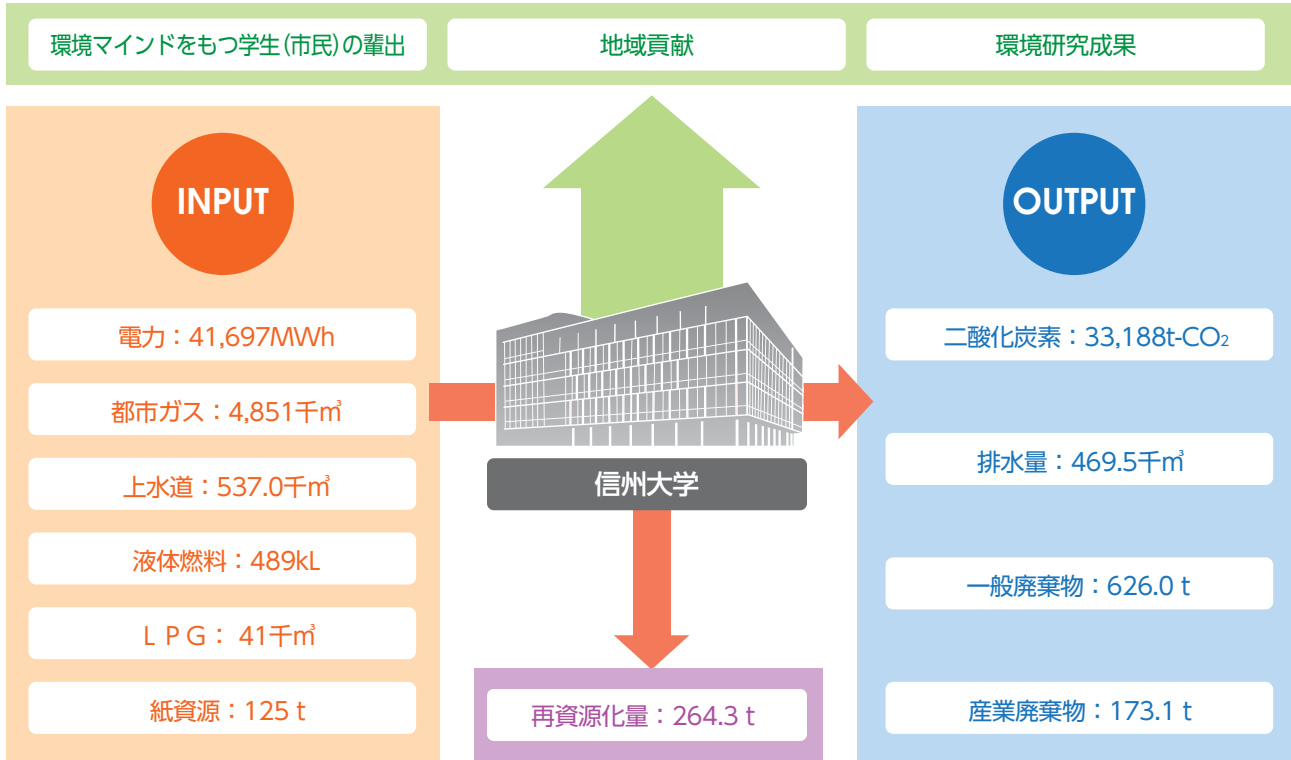 環境マインドをもつ学生(市民)の輩出
地域貢献
環境研究成果
INPUT
電力：41,697MWh
都市ガス：4,851千㎥
上水道：537.0千㎥
液体燃料：489kL
ＬＰＧ： 41千㎥
紙資源：125 t
信州大学
再資源化量：264.3 t
OUTPUT
二酸化炭素：33,188t-CO₂
排水量：469.5千㎥
一般廃棄物：626.0 t
産業廃棄物：173.1 t